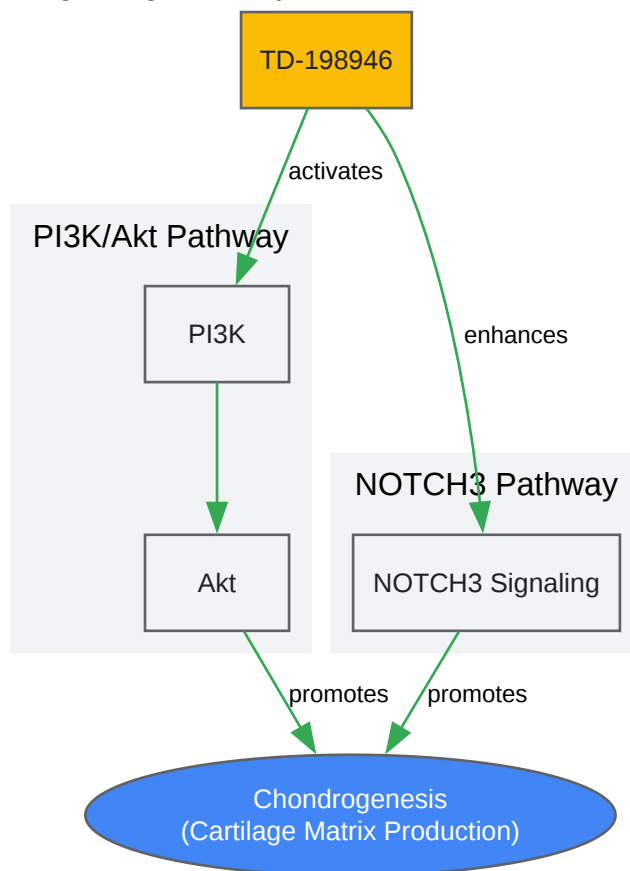 TD-198946
activates
PI3K/Akt Pathway
PI3K
enhances
NOTCH3 Pathway
Akt
NOTCH3 Signaling
promotes
promotes
Chondrogenesis
(Cartilage Matrix Production)